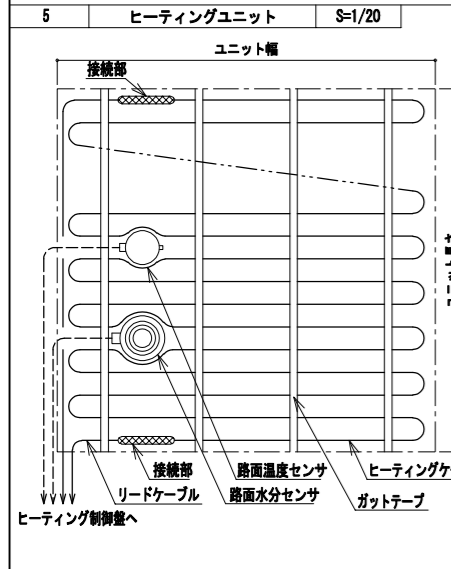 5 ヒーティングユニット S=1/20
ユニット幅
接続部
接続部
路面温度センサ
ヒーティングケ
リードケーブル
路面水分センサ
ガットテープ
ヒーティング制御盤へ